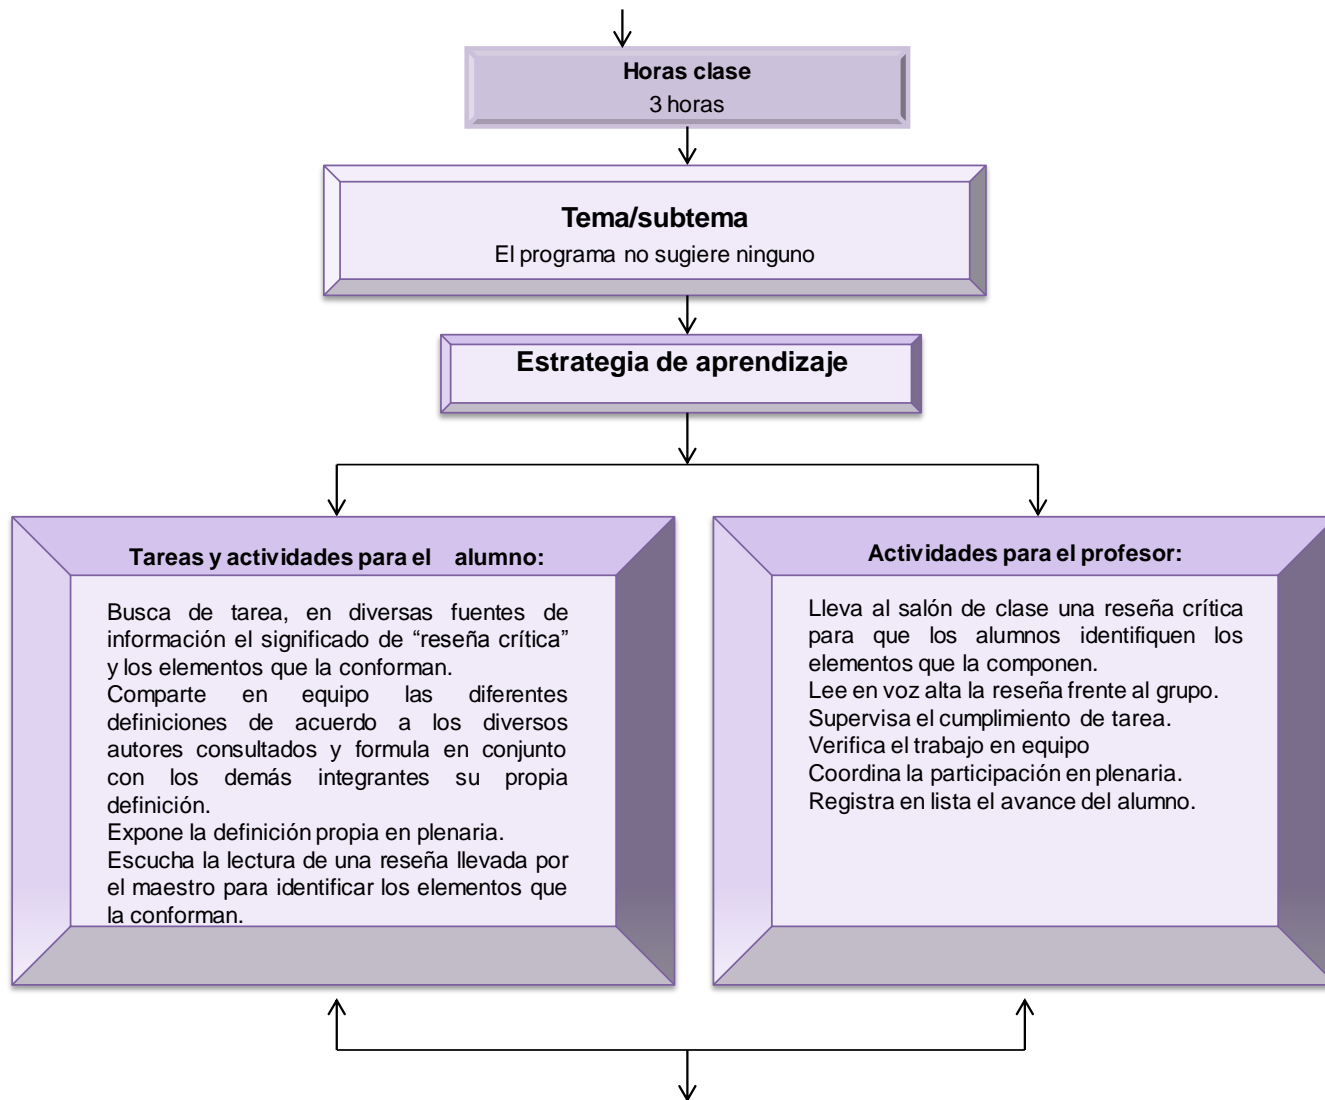 Horas clase
3 horas
Tema/subtema
El programa no sugiere ninguno
Estrategia de aprendizaje
Tareas y actividades para el alumno:
Busca de tarea, en diversas fuentes de
información el significado de “reseña crítica”
y los elementos que la conforman.
Comparte en equipo las diferentes
definiciones de acuerdo a los diversos
autores consultados y formula en conjunto
con los demás integrantes su propia
definición.
Expone la definición propia en plenaria.
Escucha la lectura de una reseña llevada por
el maestro para identificar los elementos que
la conforman.
Actividades para el profesor:
Lleva al salón de clase una reseña crítica
para que los alumnos identifiquen los
elementos que la componen.
Lee en voz alta la reseña frente al grupo.
Supervisa el cumplimiento de tarea.
Verifica el trabajo en equipo
Coordina la participación en plenaria.
Registra en lista el avance del alumno.